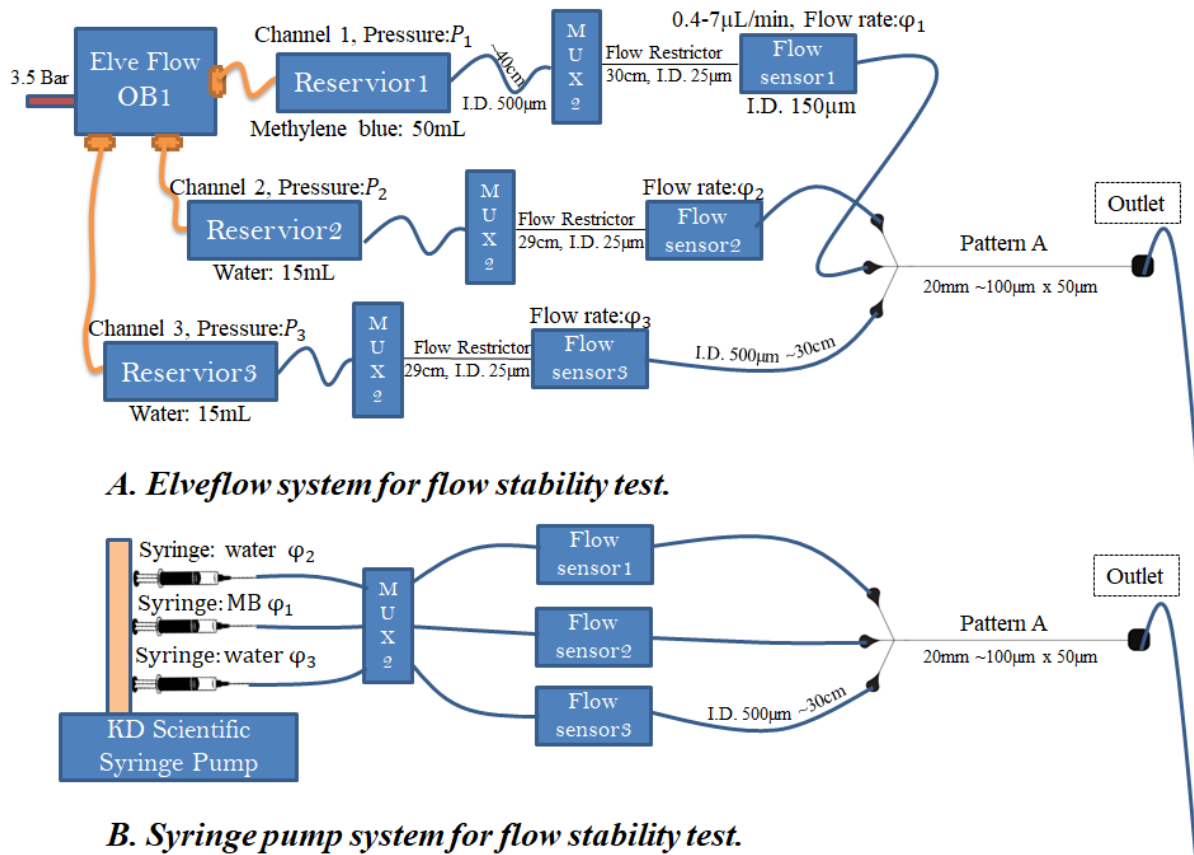 0.4-7µL/min, Flow rate:φ1
Channel 1, Pressure:P1
3.5 Bar
Elve Flow
OB1
Reservior1
~40cm
I.D. 500µm
M
U
X
2
Flow Restrictor
30cm, I.D. 25µm
Flow
sensor1
I.D. 150µm
Methylene blue: 50mL
Channel 2, Pressure:P2
Reservior2
Water: 15mL
M
U
X
2
Flow Restrictor
29cm, I.D. 25µm
Flow rate:φ2
Flow
sensor2
Outlet
Pattern A
20mm ~100µm x 50µm
Channel 3, Pressure:P3
Reservior3
Water: 15mL
M
U
X
2
Flow Restrictor
29cm, I.D. 25µm
Flow rate:φ3
Flow
sensor3
I.D. 500µm ~30cm
A. Elveflow system for flow stability test.
Syringe: water φ2
Syringe: MB φ1
Syringe: water φ3
KD Scientific
Syringe Pump
M
U
X
2
Flow
sensor1
Flow
sensor2
Flow
sensor3
I.D. 500µm ~30cm
Outlet
Pattern A
20mm ~100µm x 50µm
B. Syringe pump system for flow stability test.